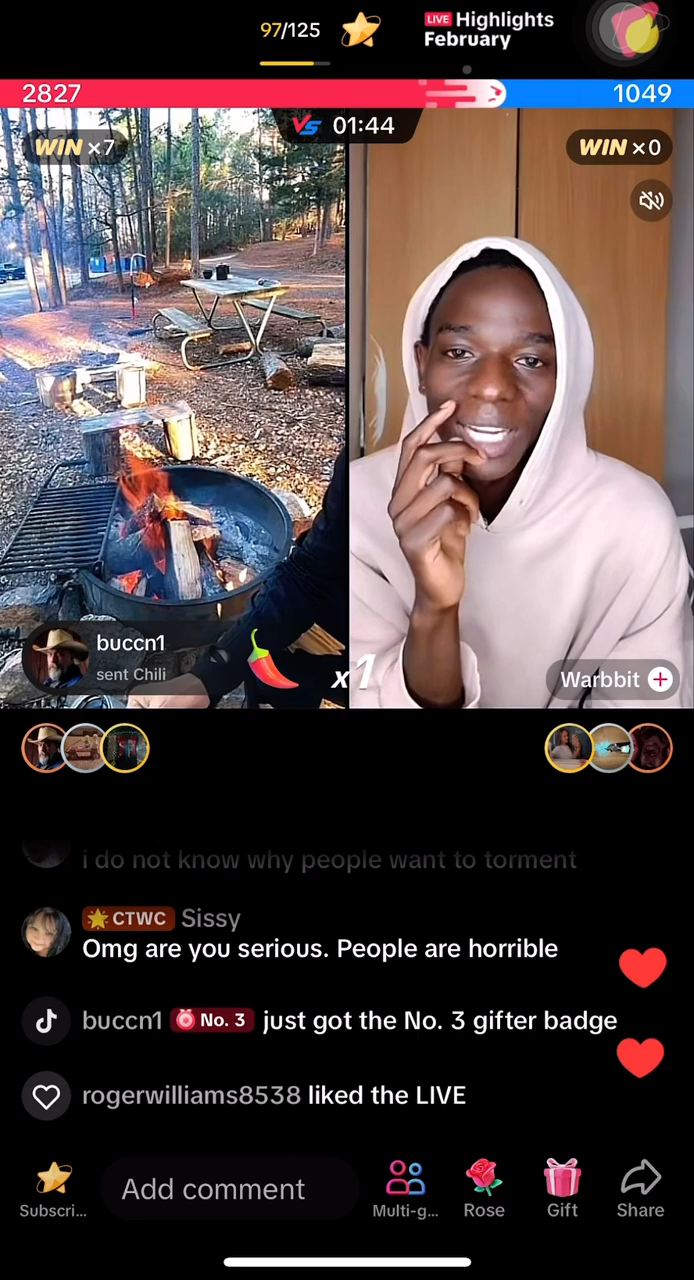 97/125
LIVE Highlights
February
2827
1049
VS 01:44
WIN x7
WIN x0
buccn1
sent Chili
x1
Warbbit
i do not know why people want to torment
CTWC Sissy
Omg are you serious. People are horrible
buccn1 No. 3 just got the No. 3 gifter badge
rogerwilliams8538 liked the LIVE
Add comment
Subscri...
Multi-g...
Rose
Gift
Share